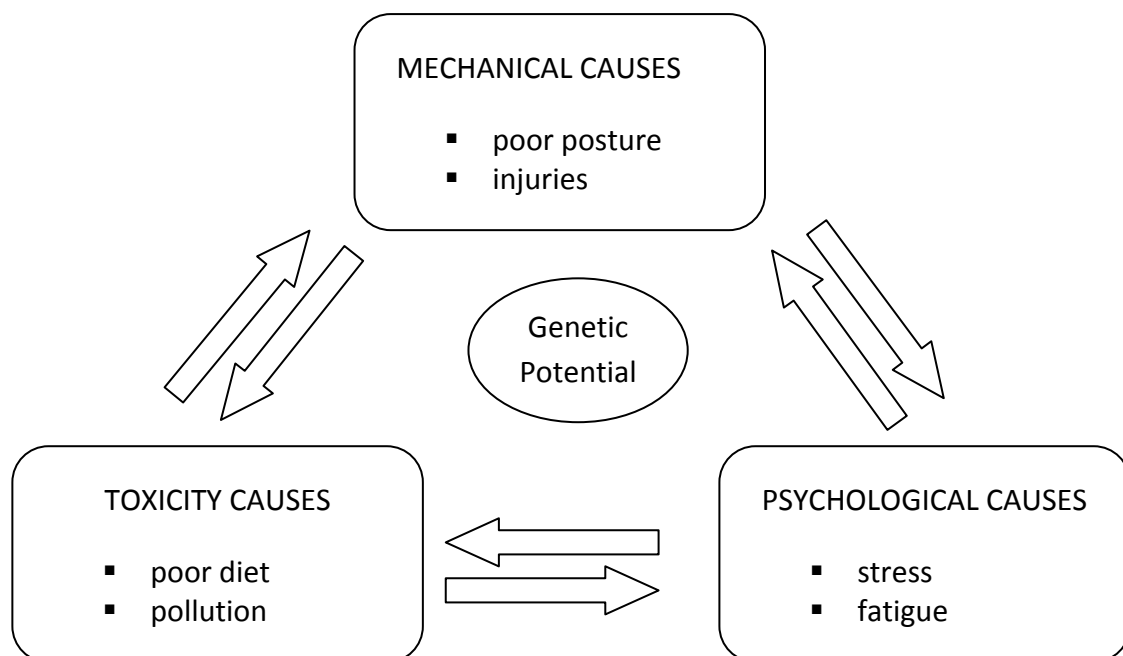 MECHANICAL CAUSES
▪ poor posture
▪ injuries
Genetic
Potential
TOXICITY CAUSES
▪ poor diet
▪ pollution
PSYCHOLOGICAL CAUSES
▪ stress
▪ fatigue